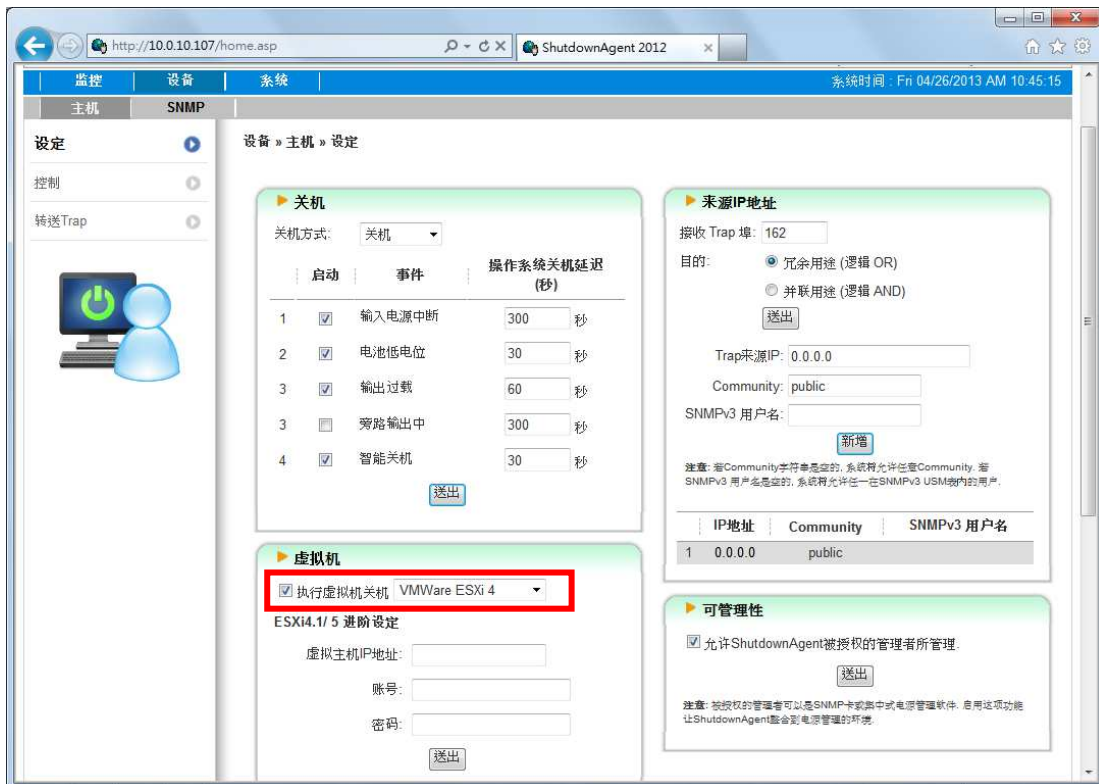 http://10.0.10.107/home.asp
ShutdownAgent 2012
监控 设备 系统
系统时间 : Fri 04/26/2013 AM 10:45:15
主机 SNMP
设定
控制
转送Trap
设备 » 主机 » 设定
关机
关机方式: 关机
启动 事件 操作系统关机延迟
(秒)
1 输入电源中断 300 秒
2 电池低电位 30 秒
3 输出过载 60 秒
3 旁路输出中 300 秒
4 智能关机 30 秒
送出
虚拟机
执行虚拟机关机 VMWare ESXi 4
ESXi4.1/ 5 进阶设定
虚拟主机IP地址:
账号:
密码:
送出
来源IP地址
接收 Trap 埠: 162
目的: 冗余用途 (逻辑 OR)
并联用途 (逻辑 AND)
送出
Trap来源IP: 0.0.0.0
Community: public
SNMPv3 用户名:
新增
注意: 若Community字符串是空的, 系统将允许任意Community. 若
SNMPv3 用户名是空的, 系统将允许任一在SNMPv3 USM表内的用户.
IP地址 Community SNMPv3 用户名
1 0.0.0.0 public
可管理性
允许ShutdownAgent被授权的管理者所管理.
送出
注意: 被授权的管理者可以是SNMP卡或集中式电源管理软件. 启用这项功能
让ShutdownAgent整合到电源管理的环境.